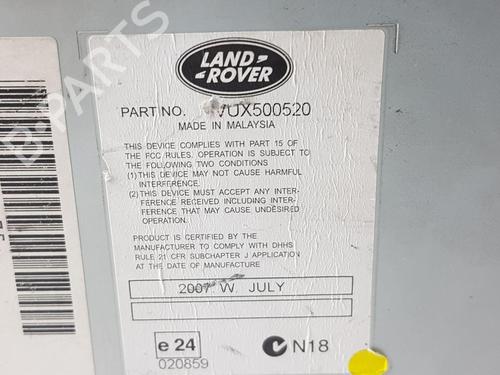 LAND
ROVER
PART NO. VUX500520
MADE IN MALAYSIA
THIS DEVICE COMPLIES WITH PART 15 OF
THE FCC RULES. OPERATION IS SUBJECT TO
THE FOLLOWING TWO CONDITIONS
(1) THIS DEVICE MAY NOT CAUSE HARMFUL
INTERFERENCE.
(2) THIS DEVICE MUST ACCEPT ANY INTER-
FERENCE RECEIVED INCLUDING INTER-
FERENCE THAT MAY CAUSE UNDESIRED
OPERATION.
PRODUCT IS CERTIFIED BY THE
MANUFACTURER TO COMPLY WITH DHHS
RULE 21 CFR SUBCHAPTER J APPLICATION
AT THE DATE OF MANUFACTURE
2007 W JULY
e 24
020859
N18